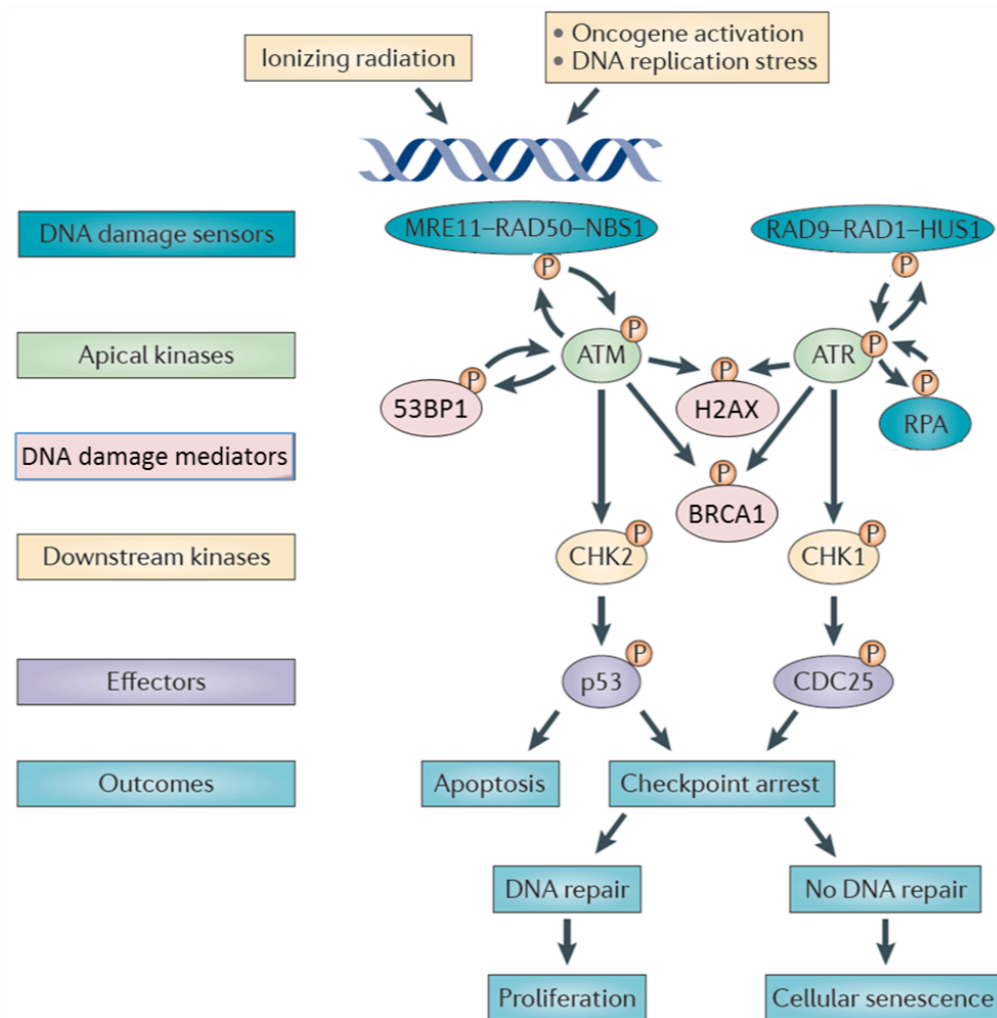 Ionizing radiation
• Oncogene activation
• DNA replication stress
DNA damage sensors
MRE11–RAD50–NBS1
RAD9–RAD1–HUS1
P
P
Apical kinases
P
ATM
ATR
P
P
53BP1
P
H2AX
P
RPA
DNA damage mediators
P
BRCA1
Downstream kinases
CHK2
P
CHK1
P
Effectors
p53
P
CDC25
P
Outcomes
Apoptosis
Checkpoint arrest
DNA repair
No DNA repair
Proliferation
Cellular senescence